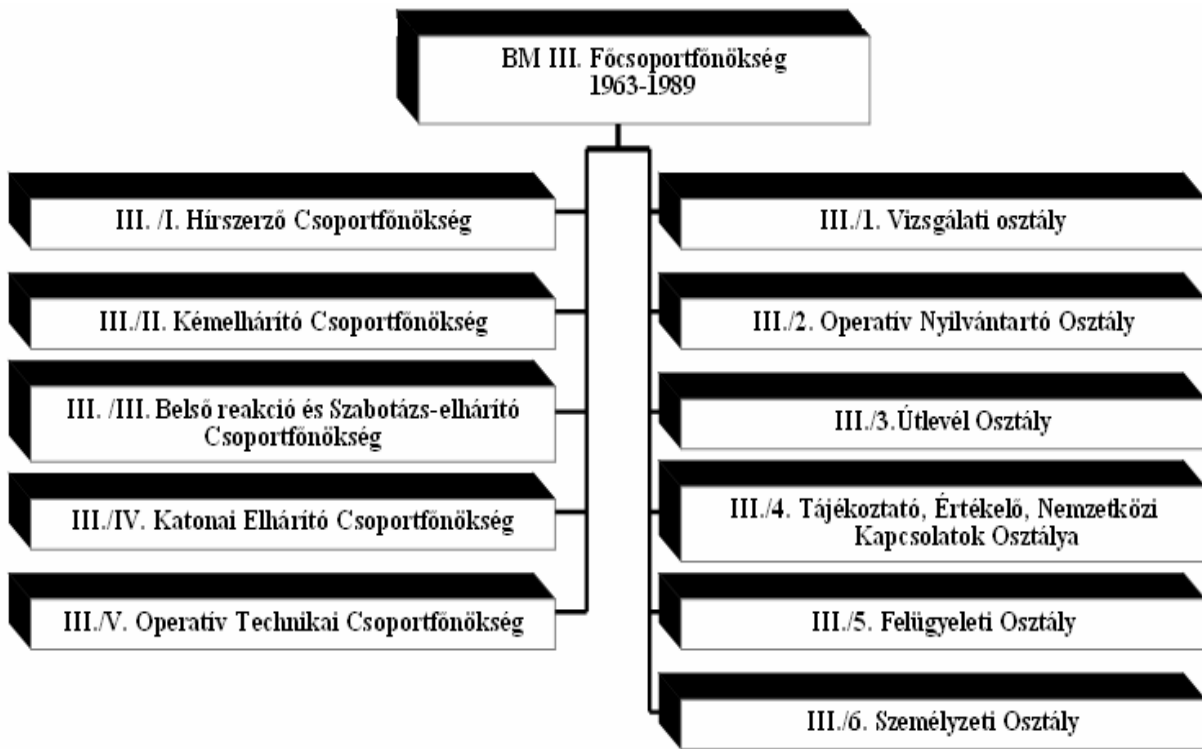 BM III. Főcsoportfőnökség
1963-1989
III. /I. Hírszerző Csoportfőnökség
III./II. Kémelhárító Csoportfőnökség
III. /III. Belső reakció és Szabotázs-elhárító
Csoportfőnökség
III./IV. Katonai Elhárító Csoportfőnökség
III./V. Operatív Technikai Csoportfőnökség
III./1. Vizsgálati osztály
III./2. Operatív Nyilvántartó Osztály
III./3.Útlevél Osztály
III./4. Tájékoztató, Értékelő, Nemzetközi
Kapcsolatok Osztálya
III./5. Felügyeleti Osztály
III./6. Személyzeti Osztály